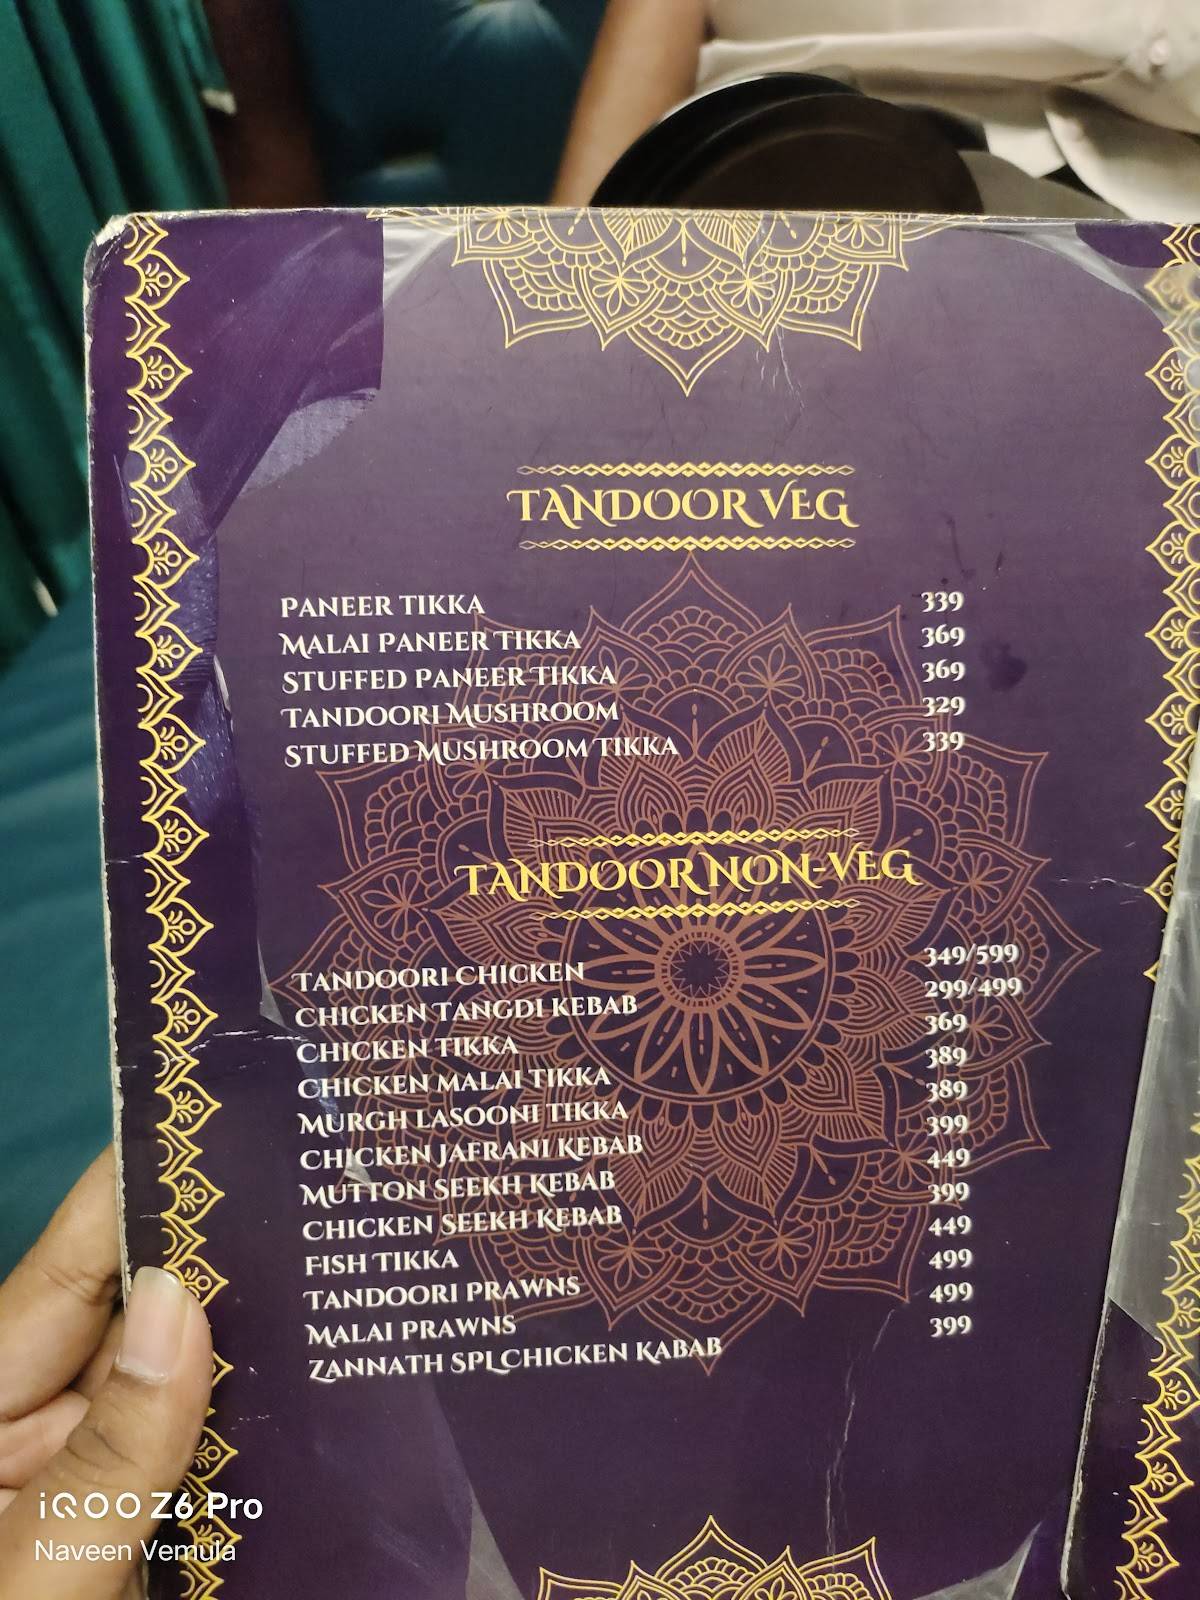 TANDOOR VEG
PANEER TIKKA 339
MALAI PANEER TIKKA 369
STUFFED PANEER TIKKA 369
TANDOORI MUSHROOM 329
STUFFED MUSHROOM TIKKA 339
TANDOOR NON-VEG
TANDOORI CHICKEN 349/599
CHICKEN TANGDI KEBAB 299/499
CHICKEN TIKKA 369
CHICKEN MALAI TIKKA 389
MURGH LASOONI TIKKA 389
CHICKEN JAFRANI KEBAB 399
MUTTON SEEKH KEBAB 449
CHICKEN SEEKH KEBAB 399
FISH TIKKA 449
TANDOORI PRAWNS 499
MALAI PRAWNS 499
ZANNATH SPL CHICKEN KABAB 399
iQOO Z6 Pro
Naveen Vemula